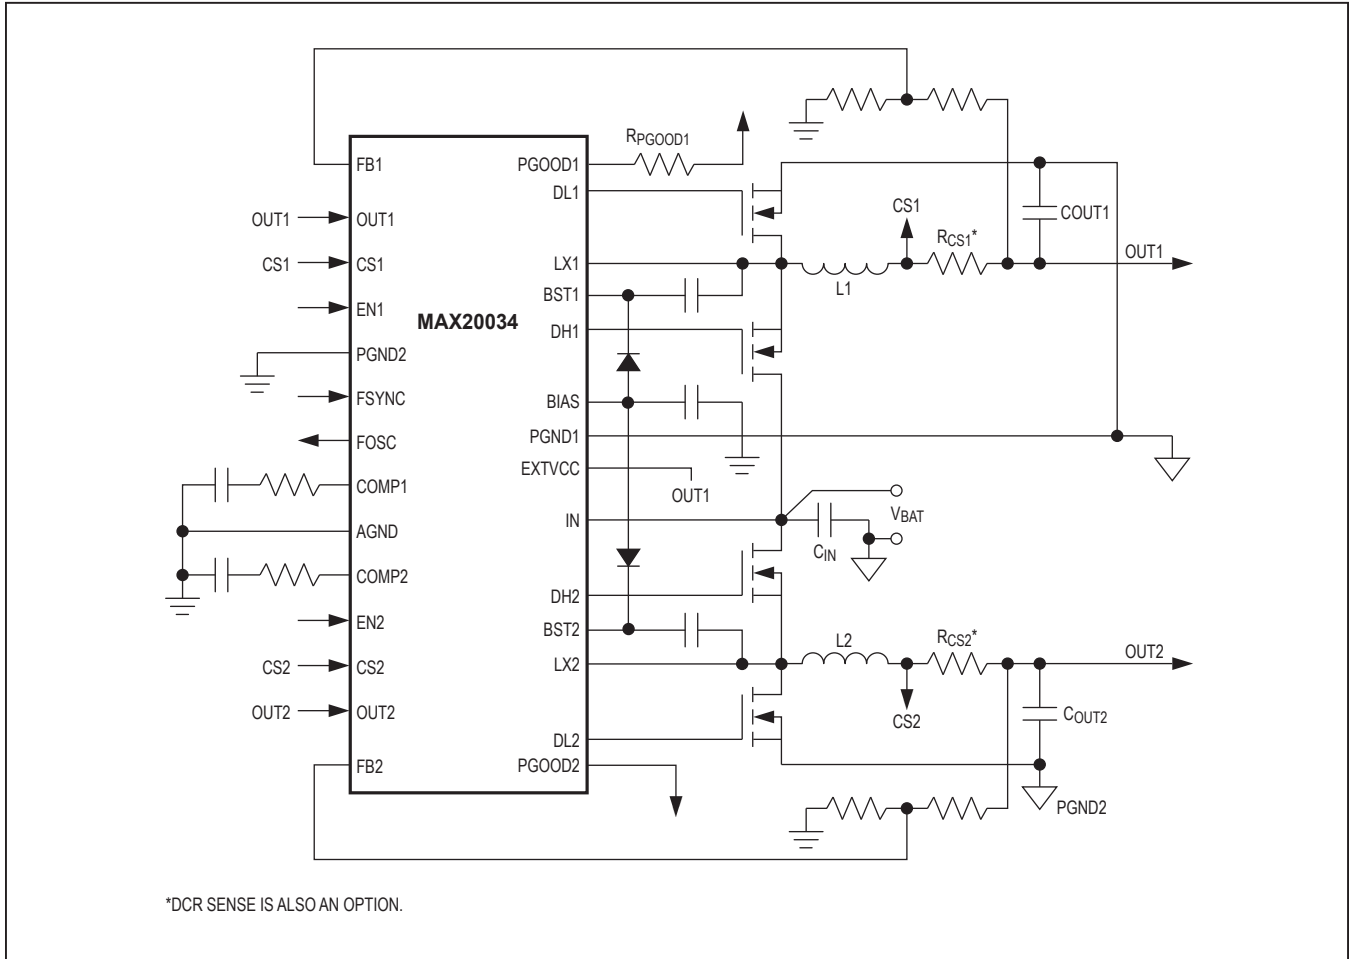 RPGOOD1
FB1
PGOOD1
DL1
OUT1
OUT1
CS1
COUT1
RCS1*
CS1
CS1
LX1
OUT1
L1
BST1
EN1
MAX20034
DH1
PGND2
FSYNC
BIAS
PGND1
FOSC
EXTVCC
COMP1
OUT1
IN
VBAT
AGND
CIN
COMP2
DH2
EN2
BST2
L2
RCS2*
OUT2
CS2
CS2
LX2
OUT2
OUT2
CS2
COUT2
DL2
FB2
PGOOD2
PGND2
*DCR SENSE IS ALSO AN OPTION.